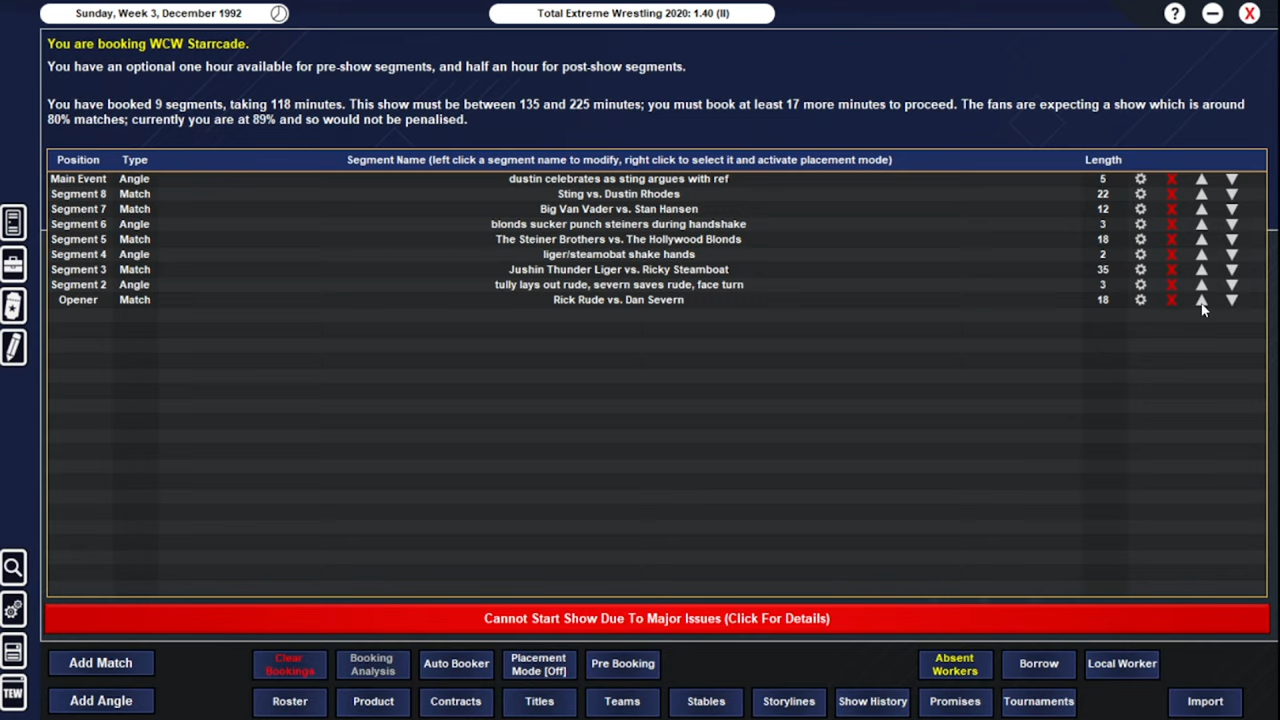 Sunday, Week 3, December 1992
Total Extreme Wrestling 2020: 1.40 (II)
? X
You are booking WCW Starrcade.
You have an optional one hour available for pre-show segments, and half an hour for post-show segments.
You have booked 9 segments, taking 118 minutes. This show must be between 135 and 225 minutes; you must book at least 17 more minutes to proceed. The fans are expecting a show which is around
80% matches; currently you are at 89% and so would not be penalised.
Position Type Segment Name (left click a segment name to modify, right click to select it and activate placement mode) Length
Main Event Angle dustin celebrates as sting argues with ref 5 X
Segment 8 Match Sting vs. Dustin Rhodes 22 X
Segment 7 Match Big Van Vader vs. Stan Hansen 12 X
Segment 6 Angle blonds sucker punch steiners during handshake 3 X
Segment 5 Match The Steiner Brothers vs. The Hollywood Blonds 18 X
Segment 4 Angle liger/steamobat shake hands 2 X
Segment 3 Match Jushin Thunder Liger vs. Ricky Steamboat 35 X
Segment 2 Angle tully lays out rude, severn saves rude, face turn 3 X
Opener Match Rick Rude vs. Dan Severn 18 X
Cannot Start Show Due To Major Issues (Click For Details)
Add Match Clear Bookings Booking Analysis Auto Booker Placement Mode [Off] Pre Booking Absent Workers Borrow Local Worker
TEW Add Angle Roster Product Contracts Titles Teams Stables Storylines Show History Promises Tournaments Import